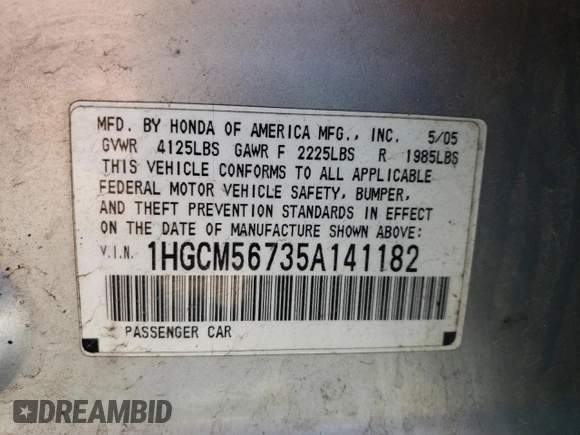 MFD. BY HONDA OF AMERICA MFG., INC. 5/05
GVWR 4125LBS GAWR F 2225LBS R 1985LBS
THIS VEHICLE CONFORMS TO ALL APPLICABLE
FEDERAL MOTOR VEHICLE SAFETY, BUMPER,
AND THEFT PREVENTION STANDARDS IN EFFECT
ON THE DATE OF MANUFACTURE SHOWN ABOVE:
V.I.N. 1HGCM56735A141182
PASSENGER CAR
DREAMBID